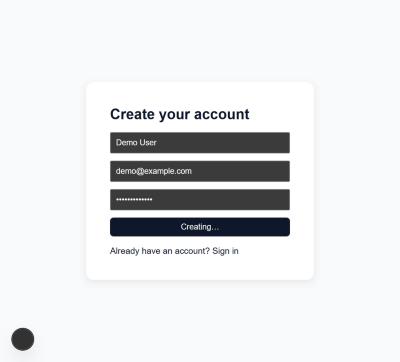 Create your account
Demo User
demo@example.com
•••••••••••••
Creating…
Already have an account? Sign in